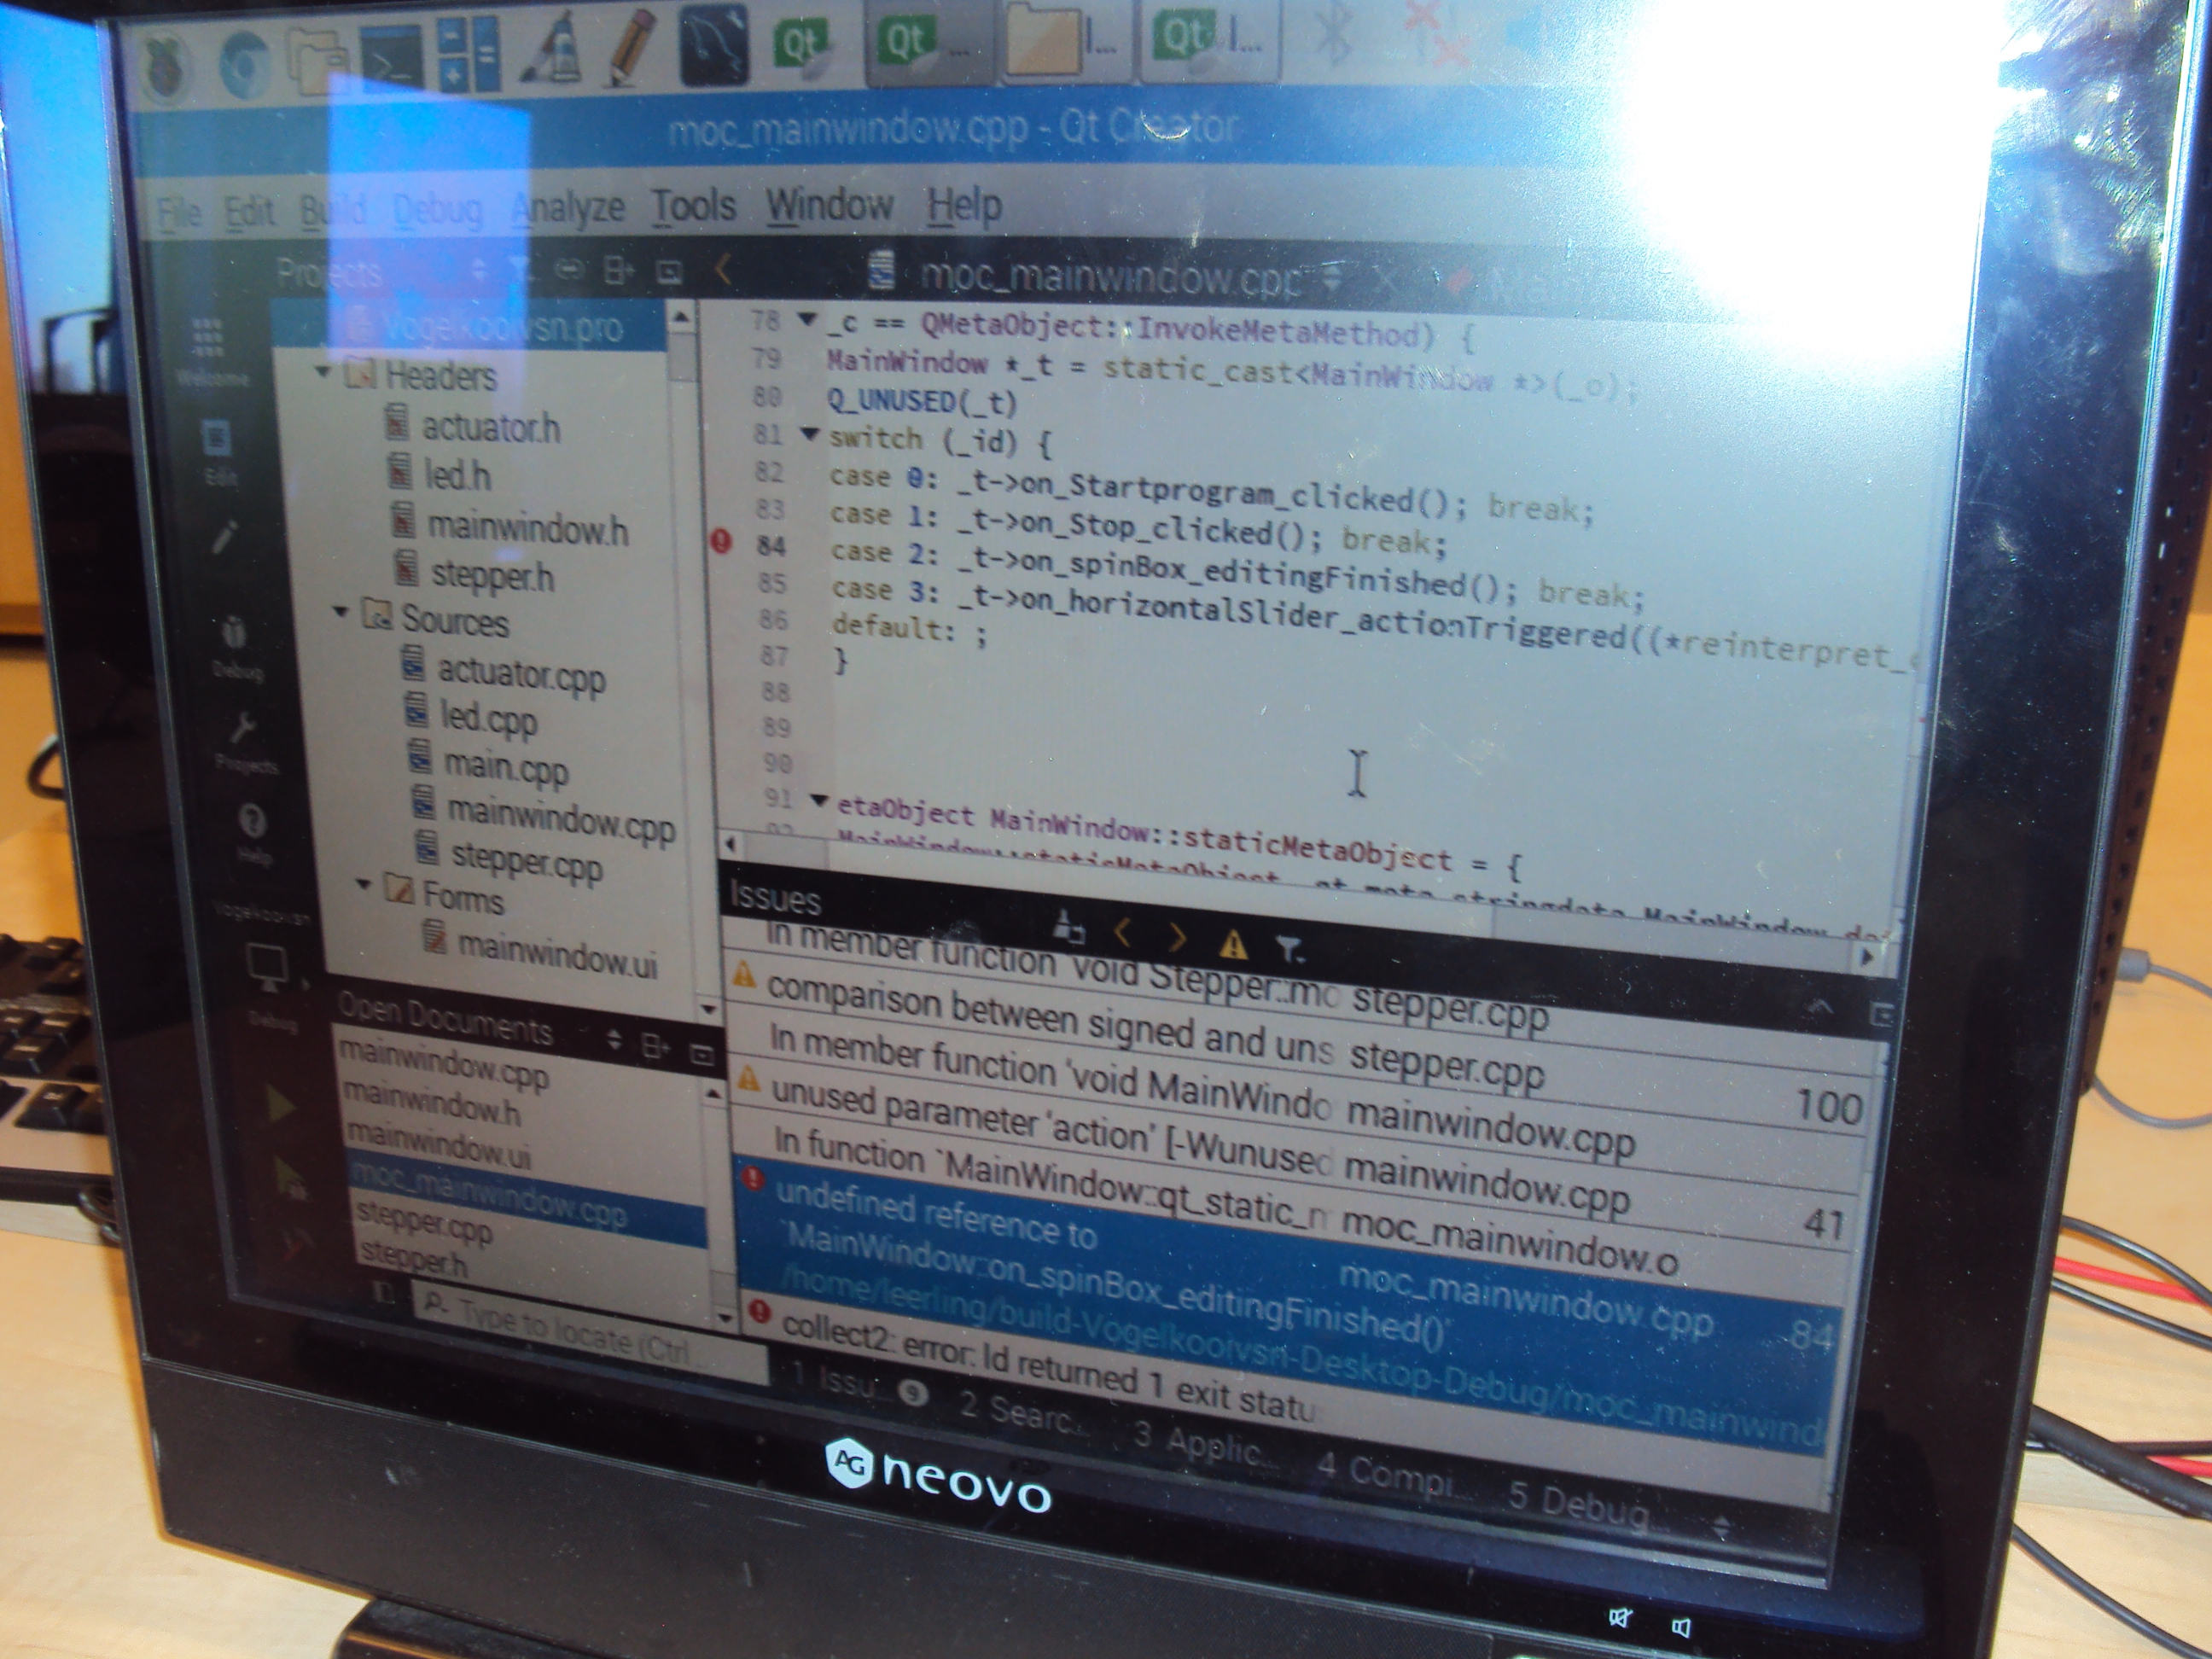 Qt
Qt ...
l...
Qt l...
moc_mainwindow.cpp - Qt Creator
File Edit Build Debug Analyze Tools Window Help
Projects
moc_mainwindow.cpp
Vogelkooivsn.pro
Headers
actuator.h
led.h
mainwindow.h
stepper.h
Sources
actuator.cpp
led.cpp
main.cpp
mainwindow.cpp
stepper.cpp
Forms
mainwindow.ui
Welcome
Edit
Debug
Projects
Help
Vogelkooivsn
Debug
78 _c == QMetaObject::InvokeMetaMethod) {
79 MainWindow *_t = static_cast<MainWindow *>(_o);
80 Q_UNUSED(_t)
81 switch (_id) {
82 case 0: _t->on_Startprogram_clicked(); break;
83 case 1: _t->on_Stop_clicked(); break;
84 case 2: _t->on_spinBox_editingFinished(); break;
85 case 3: _t->on_horizontalSlider_actionTriggered((*reinterpret_
86 default: ;
87 }
88
89
90
91 etaObject MainWindow::staticMetaObject = {
92 MainWindow::staticMetaObject
Open Documents
mainwindow.cpp
mainwindow.h
mainwindow.ui
moc_mainwindow.cpp
stepper.cpp
stepper.h
Type to locate (Ctrl...
Issues
In member function 'void Stepper::mo stepper.cpp
comparison between signed and uns stepper.cpp 100
In member function 'void MainWindo mainwindow.cpp
unused parameter 'action' [-Wunused mainwindow.cpp 41
In function `MainWindow::qt_static_m moc_mainwindow.o
undefined reference to
`MainWindow::on_spinBox_editingFinished()' moc_mainwindow.cpp 84
/home/leerling/build-Vogelkooivsn-Desktop-Debug/moc_mainwind
collect2: error: ld returned 1 exit statu
1 Issu... 9 2 Searc... 3 Applic... 4 Compi... 5 Debug...
AG neovo